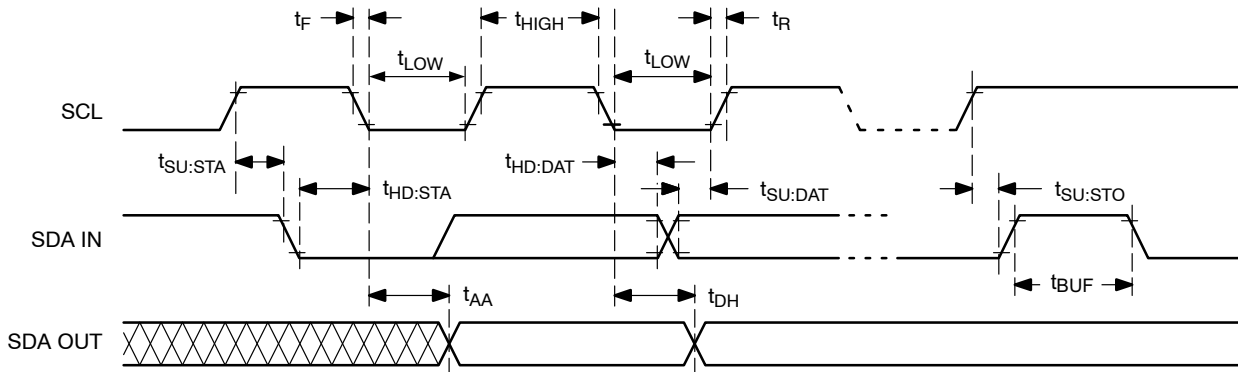 tF
tHIGH
tR
tLOW
tLOW
SCL
tSU:STA
tHD:STA
tHD:DAT
tSU:DAT
tSU:STO
SDA IN
tBUF
tAA
tDH
SDA OUT